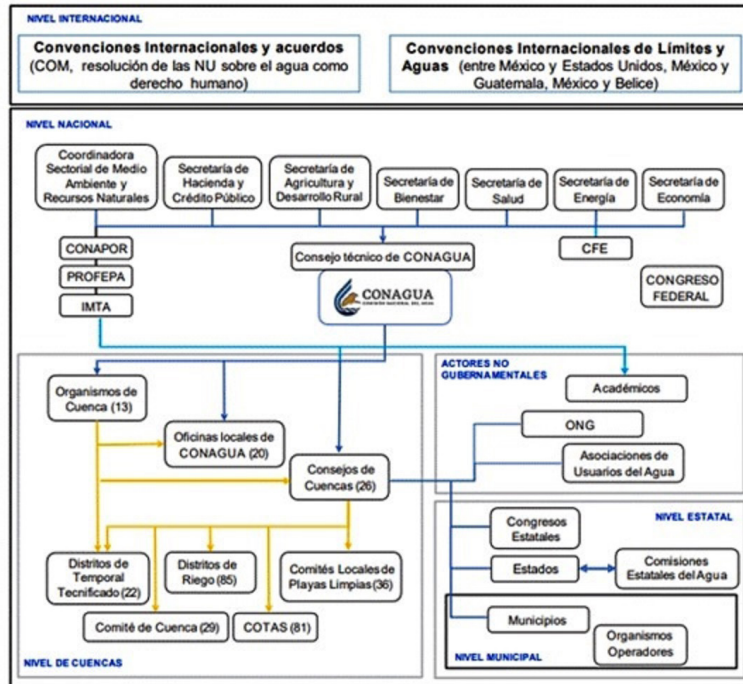 NIVEL INTERNACIONAL
Convenciones Internacionales y acuerdos
(COM, resolución de las NU sobre el agua como
derecho humano)
Convenciones Internacionales de Límites y
Aguas (entre México y Estados Unidos, México y
Guatemala, México y Belice)
NIVEL NACIONAL
Coordinadora
Sectorial de Medio
Ambiente y
Recursos Naturales
Secretaría de
Hacienda y
Crédito Público
Secretaría de
Agricultura y
Desarrollo Rural
Secretaría de
Bienestar
Secretaría de
Salud
Secretaría de
Energía
Secretaría de
Economía
CONAPOR
PROFEPA
IMTA
Consejo técnico de CONAGUA
CONAGUA
COMISIÓN NACIONAL DEL AGUA
CFE
CONGRESO
FEDERAL
Organismos de
Cuenca (13)
Oficinas locales de
CONAGUA (20)
Consejos de
Cuencas (26)
Distritos de
Temporal
Tecnificado (22)
Distritos de
Riego (85)
Comités Locales de
Playas Limpias (36)
Comité de Cuenca (29)
COTAS (81)
NIVEL DE CUENCAS
ACTORES NO
GUBERNAMENTALES
Académicos
ONG
Asociaciones de
Usuarios del Agua
NIVEL ESTATAL
Congresos
Estatales
Estados
Comisiones
Estatales del Agua
Municipios
Organismos
Operadores
NIVEL MUNICIPAL